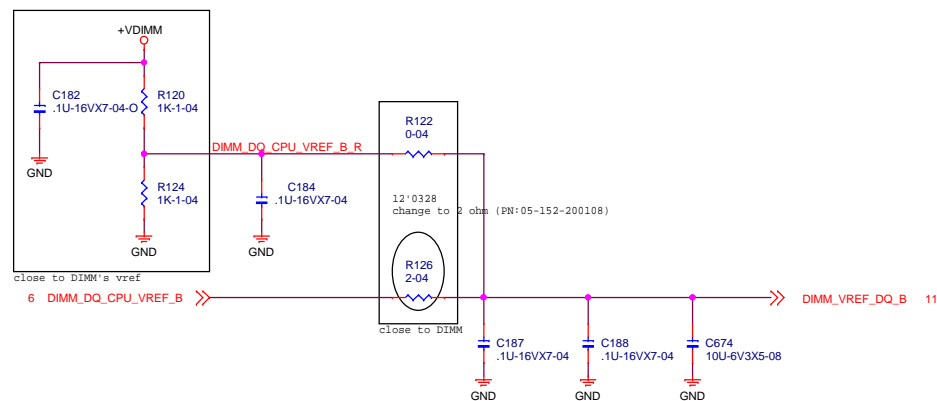 +VDIMM
C182
.1U-16VX7-04-O
R120
1K-1-04
GND
DIMM_DQ_CPU_VREF_B_R
R122
0-04
R124
1K-1-04
C184
.1U-16VX7-04
GND
GND
12'0328
change to 2 ohm (PN:05-152-200108)
close to DIMM's vref
R126
2-04
6 DIMM_DQ_CPU_VREF_B
DIMM_VREF_DQ_B 11
close to DIMM
C187
.1U-16VX7-04
C188
.1U-16VX7-04
C674
10U-6V3X5-08
GND
GND
GND